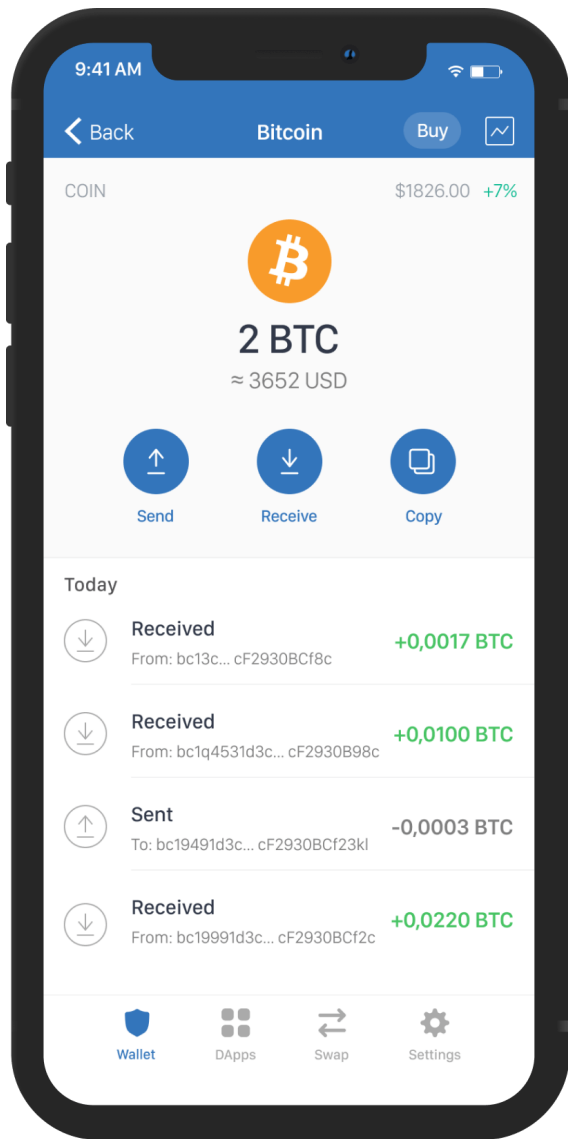 9:41 AM
Back Bitcoin Buy
COIN $1826.00 +7%
2 BTC
≈ 3652 USD
Send Receive Copy
Today
Received
+0,0017 BTC
From: bc13c... cF2930BCf8c
Received
+0,0100 BTC
From: bc1q4531d3c... cF2930B98c
Sent
-0,0003 BTC
To: bc19491d3c... cF2930BCf23kl
Received
+0,0220 BTC
From: bc19991d3c... cF2930BCf2c
Wallet DApps Swap Settings